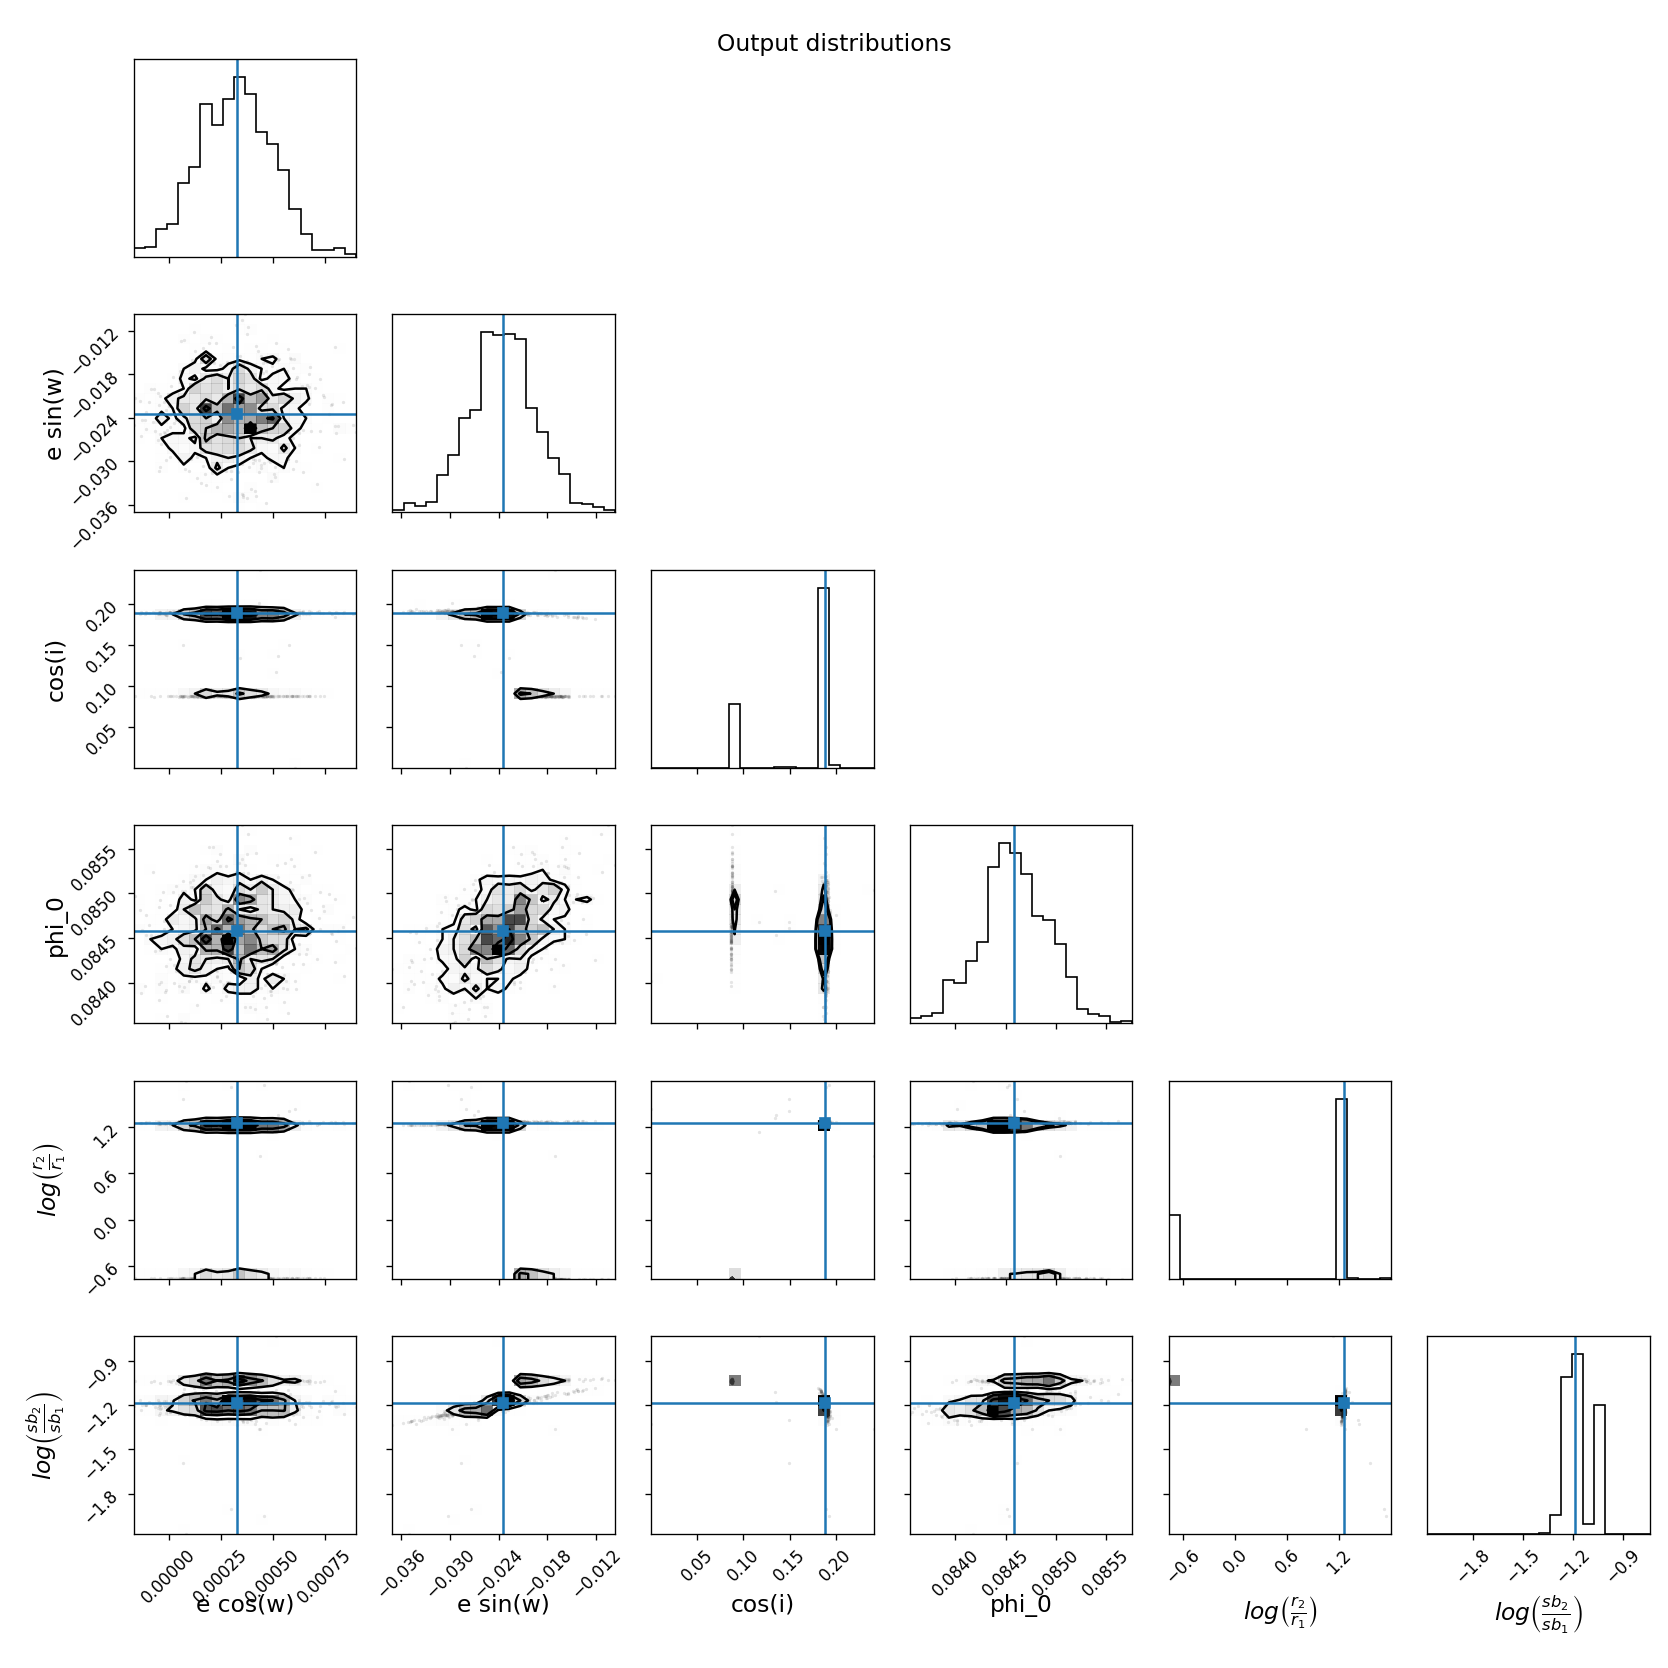 Output distributions
e sin(w)
−0.012
−0.018
−0.024
−0.030
−0.036
cos(i)
0.20
0.15
0.10
0.05
phi_0
0.0855
0.0850
0.0845
0.0840
log(r₂/r₁)
1.2
0.6
0.0
−0.6
log(sb₂/sb₁)
−0.9
−1.2
−1.5
−1.8
0.00000 0.00025 0.00050 0.00075
e cos(w)
−0.036 −0.030 −0.024 −0.018 −0.012
e sin(w)
0.05 0.10 0.15 0.20
cos(i)
0.0840 0.0845 0.0850 0.0855
phi_0
−0.6 0.0 0.6 1.2
log(r₂/r₁)
−1.8 −1.5 −1.2 −0.9
log(sb₂/sb₁)